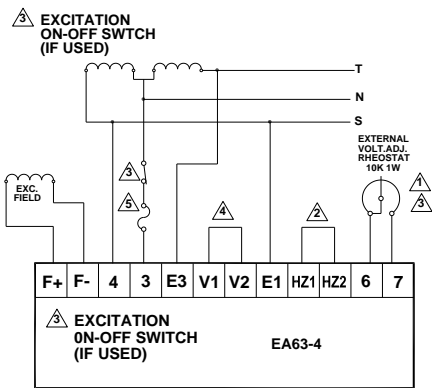 3 EXCITATION
ON-OFF SWTCH
(IF USED)
T
N
S
EXTERNAL
VOLT.ADJ.
RHEOSTAT
10K 1W
EXC.
FIELD
3
5
4
2
1
3
F+ F- 4 3 E3 V1 V2 E1 HZ1 HZ2 6 7
3 EXCITATION
0N-OFF SWITCH
(IF USED)
EA63-4